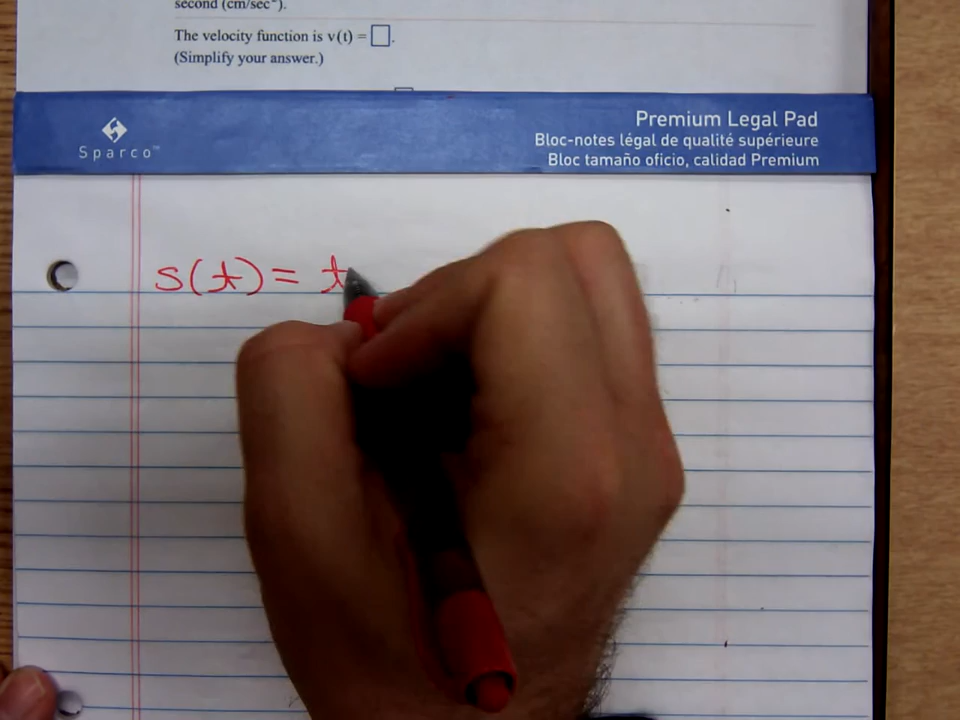 second (cm/sec²).
The velocity function is v(t) = □.
(Simplify your answer.)
Sparco™
Premium Legal Pad
Bloc-notes légal de qualité supérieure
Bloc tamaño oficio, calidad Premium
s(t) = t